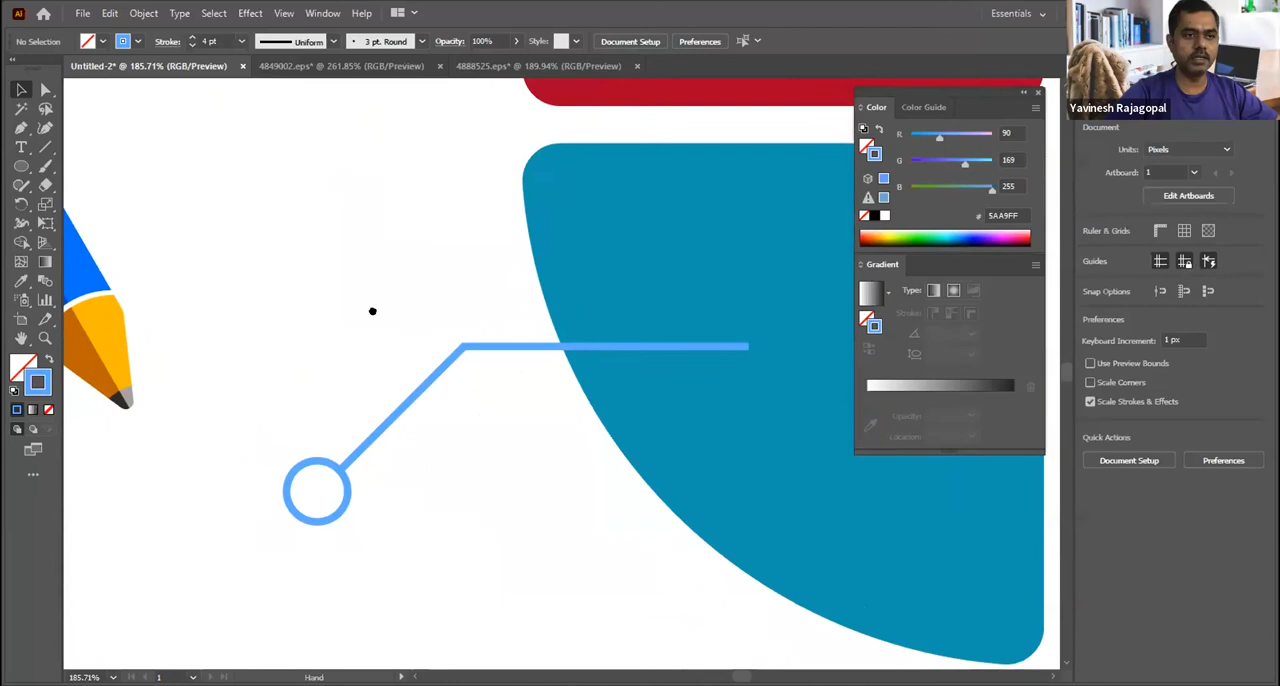 Ai File Edit Object Type Select Effect View Window Help Essentials
No Selection Stroke: 4 pt Uniform 3 pt. Round Opacity: 100% Style: Document Setup Preferences
Untitled-2* @ 185.71% (RGB/Preview) × 4849002.eps* @ 261.85% (RGB/Preview) × 4888525.eps* @ 189.94% (RGB/Preview) ×
Yavinesh Rajagopal
Color Color Guide
R 90
G 169
B 255
# 5AA9FF
Gradient
Type:
Stroke:
Opacity:
Location:
Document
Units: Pixels
Artboard: 1
Edit Artboards
Ruler & Grids
Guides
Snap Options
Preferences
Keyboard Increment: 1 px
Use Preview Bounds
Scale Corners
Scale Strokes & Effects
Quick Actions
Document Setup Preferences
185.71% 1 Hand